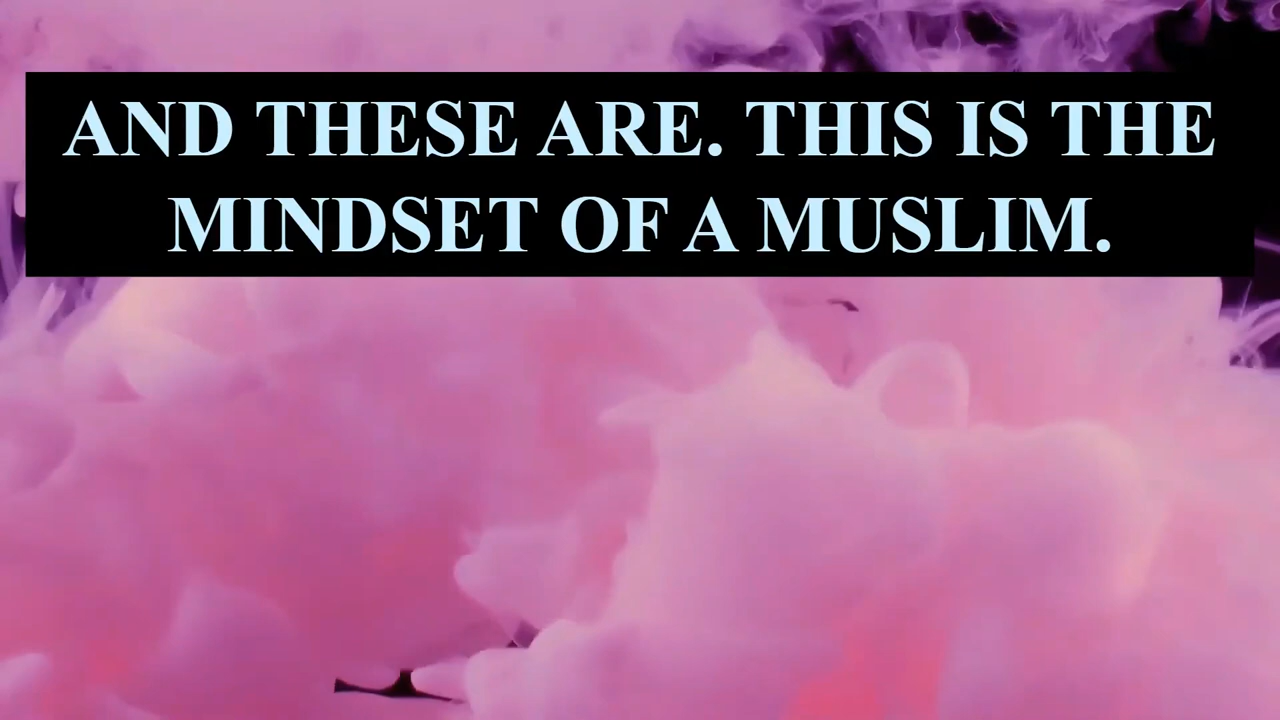 AND THESE ARE. THIS IS THE
MINDSET OF A MUSLIM.